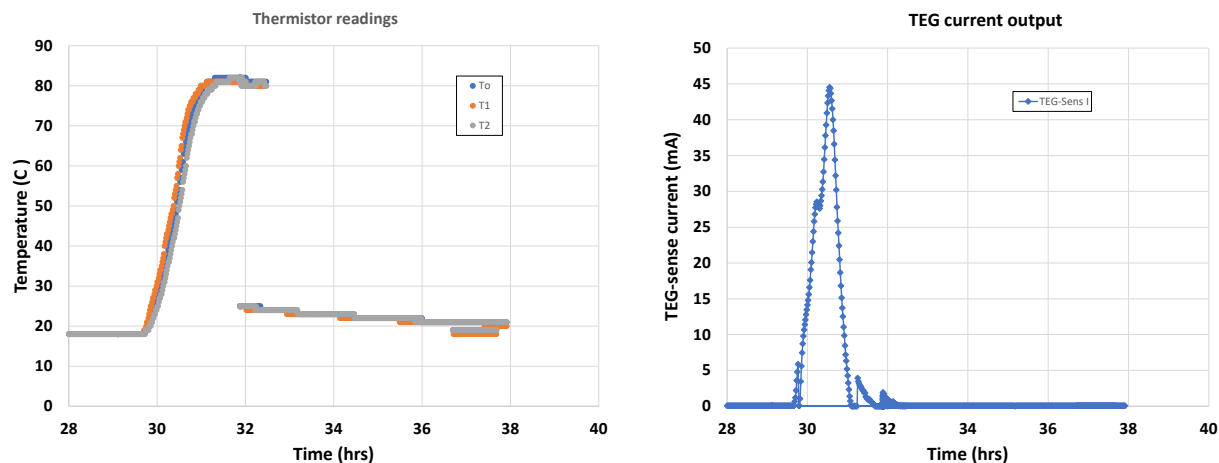 Thermistor readings
90
80
70
60
50
40
30
20
10
0
Temperature (C )
28 30 32 34 36 38 40
Time (hrs)
To
T1
T2
TEG current output
50
45
40
35
30
25
20
15
10
5
0
TEG-sense current (mA)
28 30 32 34 36 38 40
Time (hrs)
TEG-Sens I